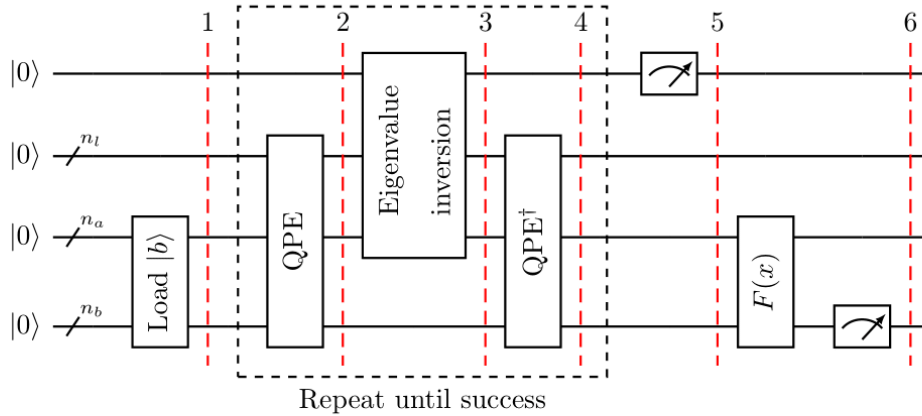 1 2 3 4 5 6
|0⟩
|0⟩ n_l
|0⟩ n_a
|0⟩ n_b
Load |b⟩
QPE
Eigenvalue
inversion
QPE†
F(x)
Repeat until success